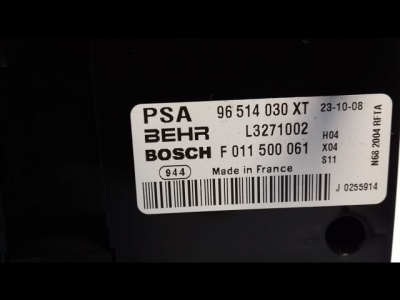 PSA 96 514 030 XT 23-10-08
BEHR L3271002 H04
BOSCH F 011 500 061 X04
S11
944 Made in France
J 0255914
N68 2004 RFTA